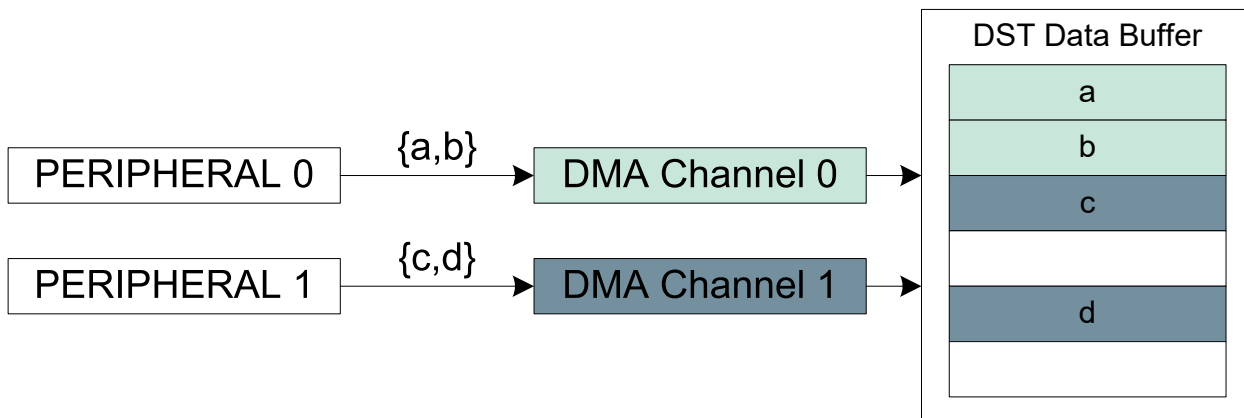 DST Data Buffer
a
b
c
d
PERIPHERAL 0
{a,b}
DMA Channel 0
PERIPHERAL 1
{c,d}
DMA Channel 1